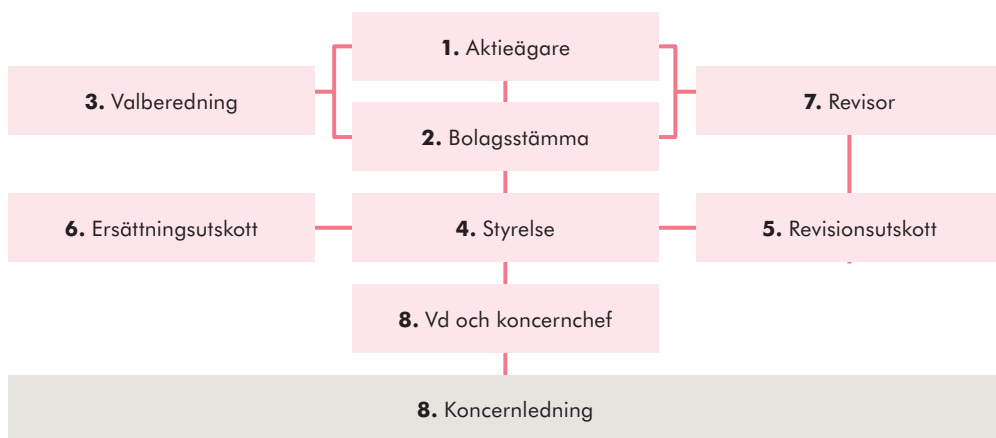 1. Aktieägare
3. Valberedning
7. Revisor
2. Bolagsstämma
6. Ersättningsutskott
4. Styrelse
5. Revisionsutskott
8. Vd och koncernchef
8. Koncernledning